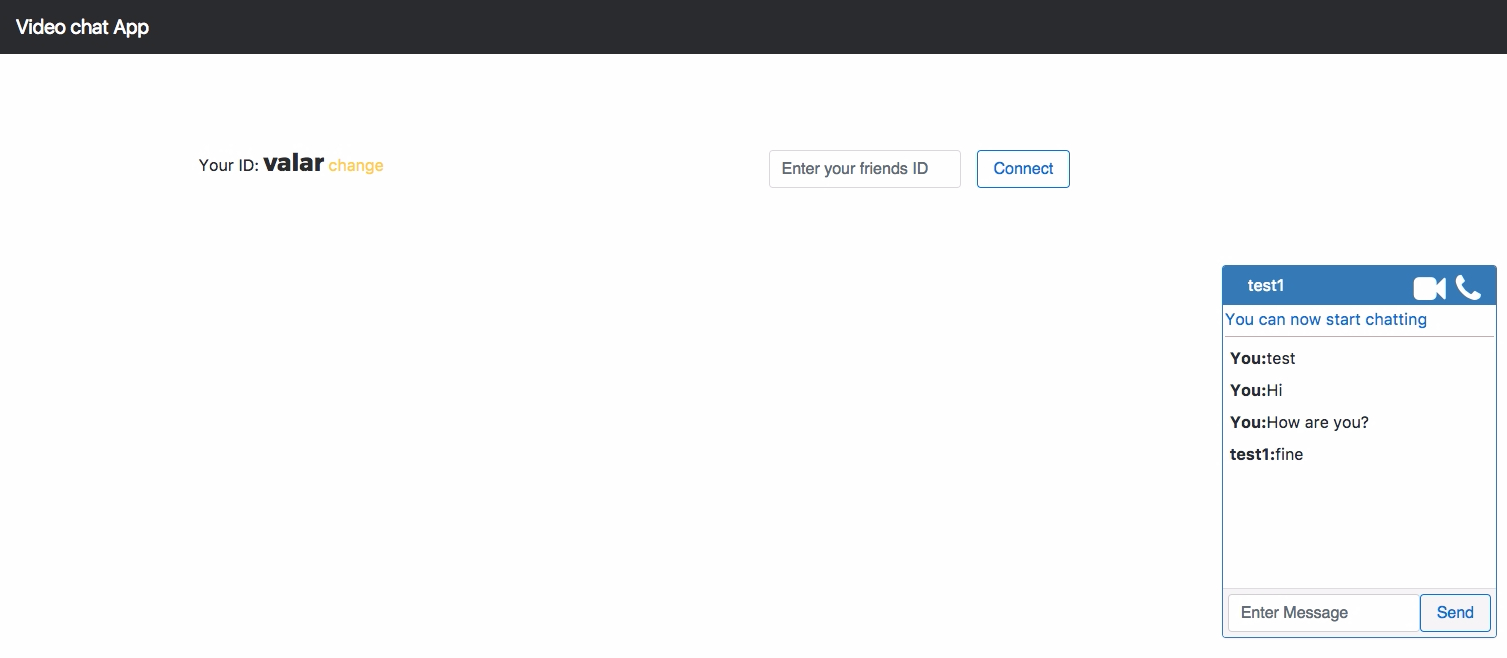 Video chat App
Your ID: valar change
Enter your friends ID
Connect
test1
You can now start chatting
You:test
You:Hi
You:How are you?
test1:fine
Enter Message
Send